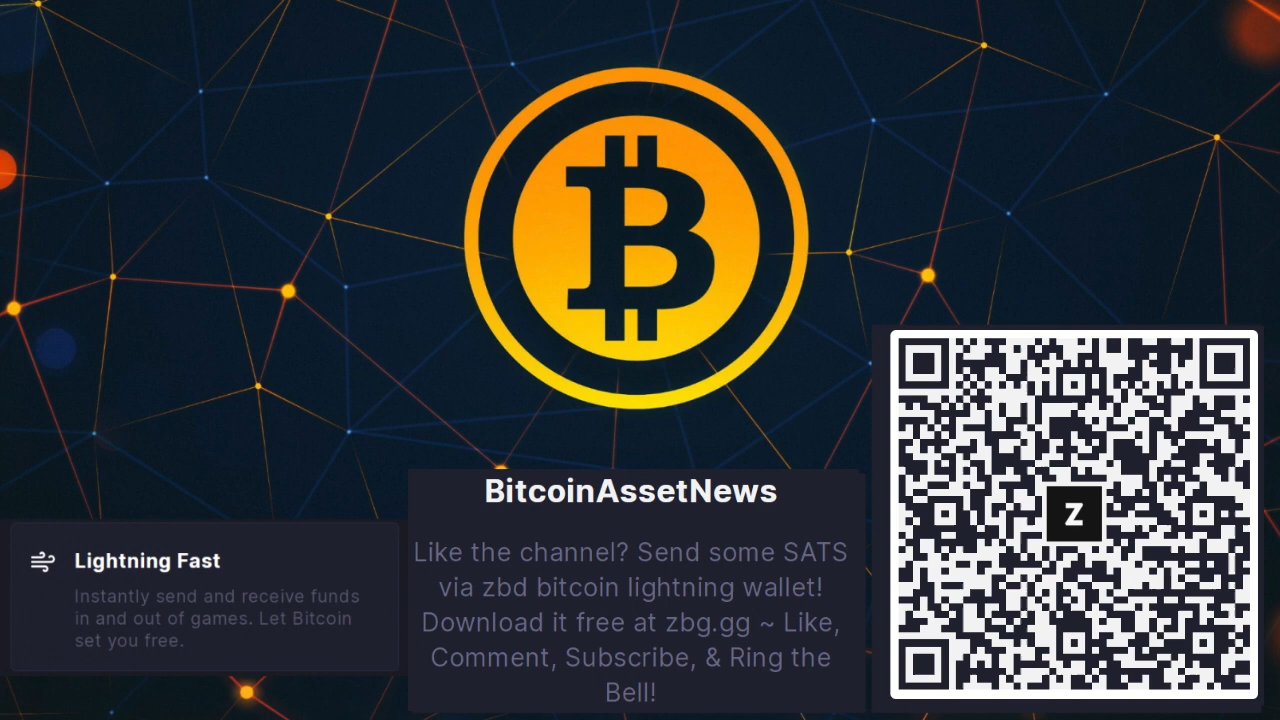 BitcoinAssetNews
Like the channel? Send some SATS
via zbd bitcoin lightning wallet!
Download it free at zbg.gg ~ Like,
Comment, Subscribe, & Ring the
Bell!
Lightning Fast
Instantly send and receive funds
in and out of games. Let Bitcoin
set you free.
Z